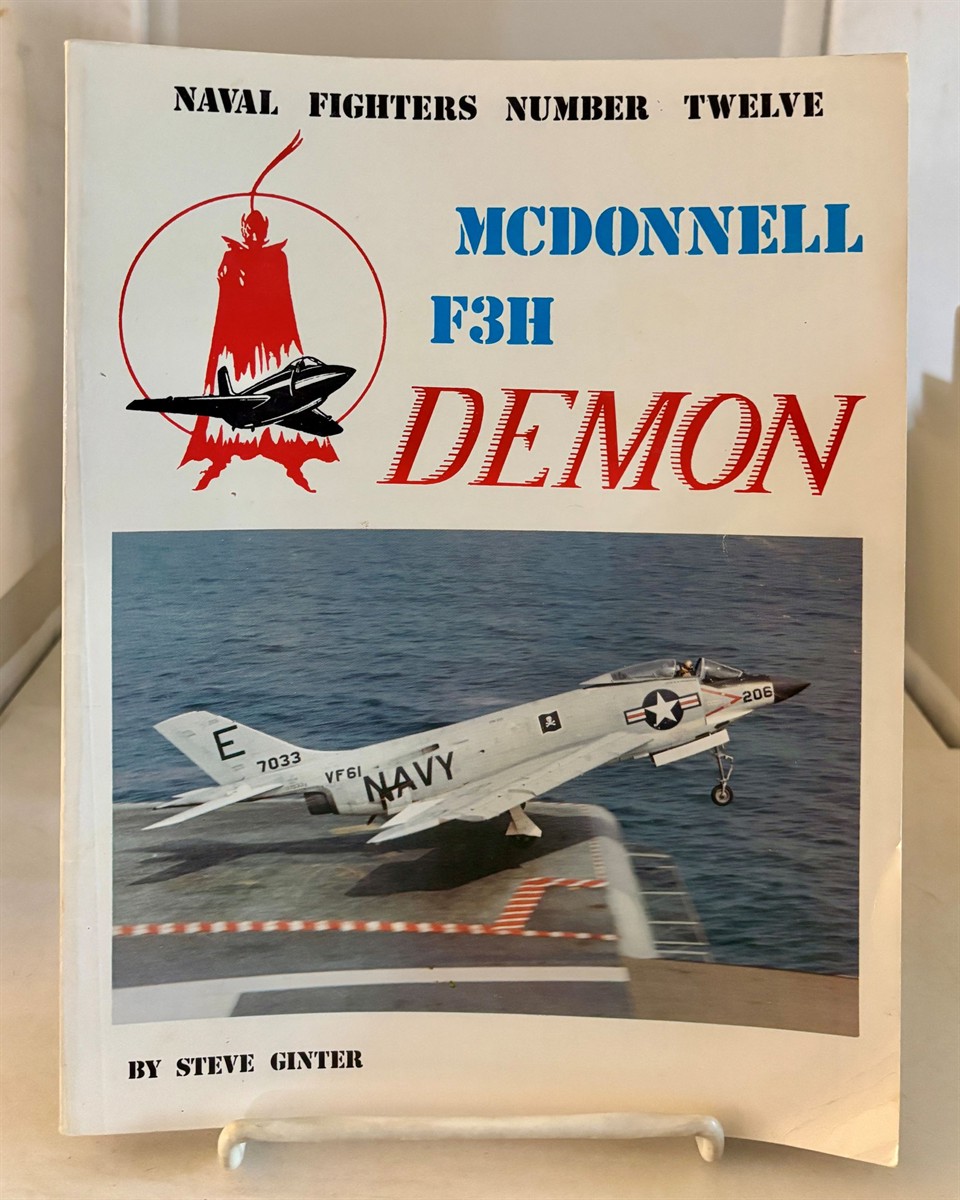 NAVAL FIGHTERS NUMBER TWELVE
MCDONNELL
F3H
DEMON
206
E
7033
VF61
NAVY
BY STEVE GINTER